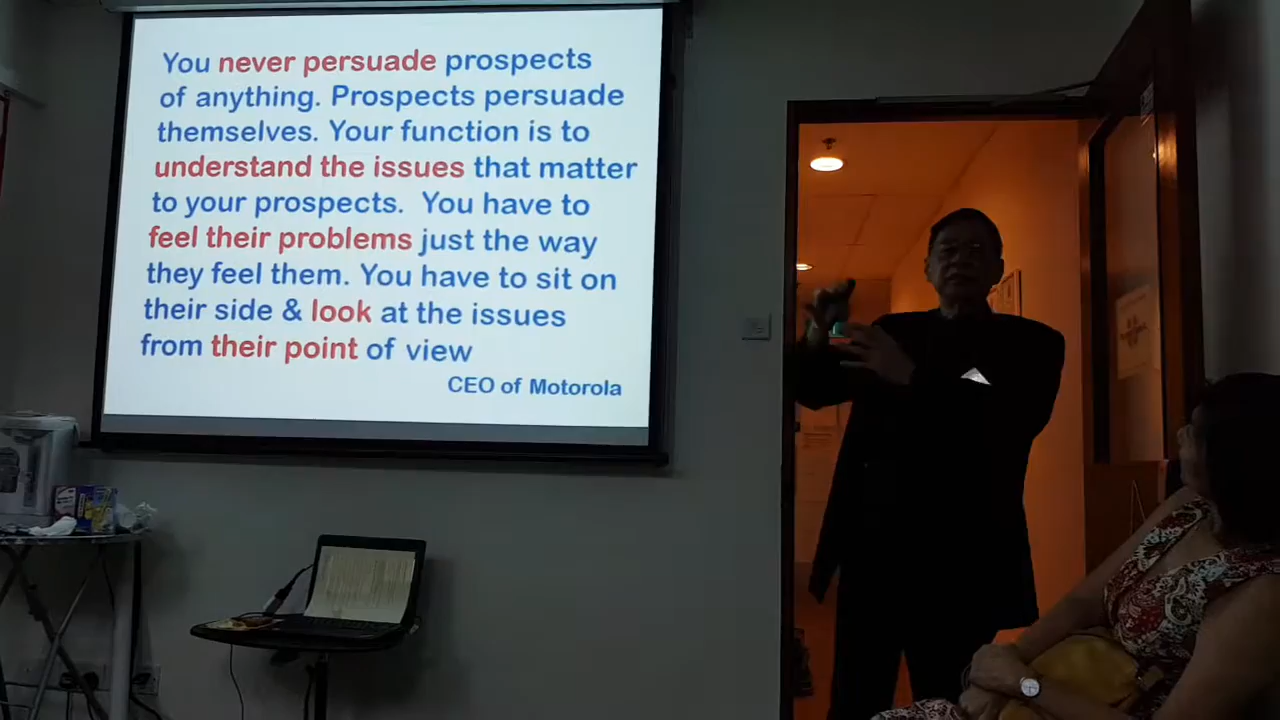 You never persuade prospects
of anything. Prospects persuade
themselves. Your function is to
understand the issues that matter
to your prospects. You have to
feel their problems just the way
they feel them. You have to sit on
their side & look at the issues
from their point of view
CEO of Motorola